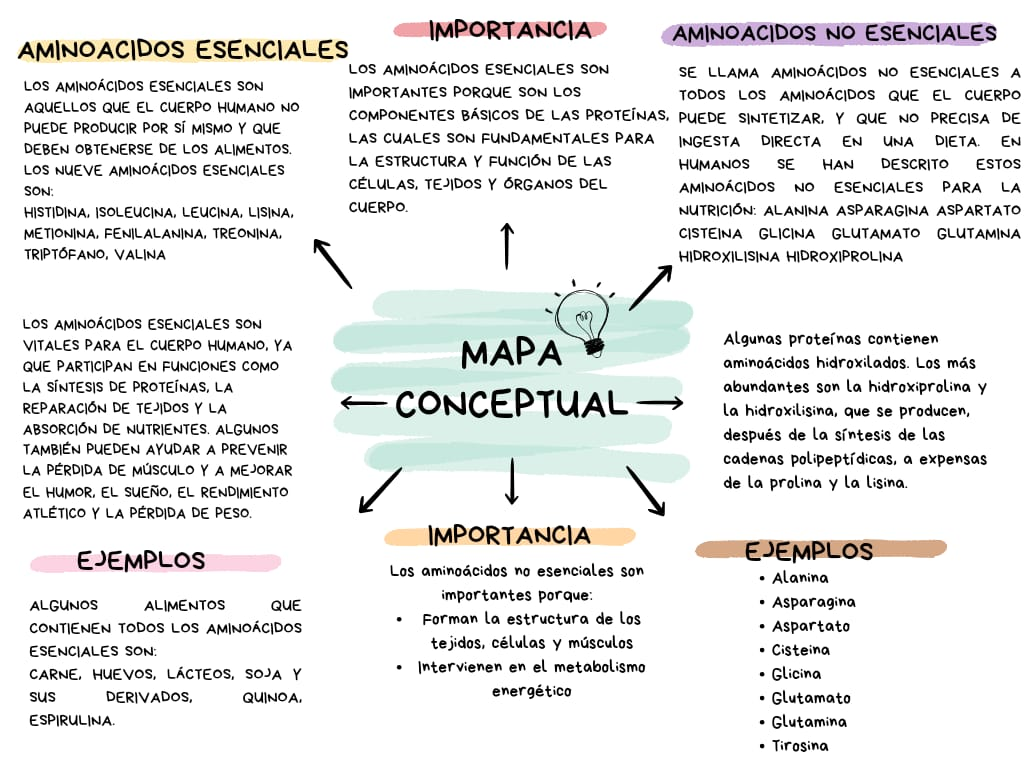 AMINOACIDOS ESENCIALES
LOS AMINOÁCIDOS ESENCIALES SON
AQUELLOS QUE EL CUERPO HUMANO NO
PUEDE PRODUCIR POR SÍ MISMO Y QUE
DEBEN OBTENERSE DE LOS ALIMENTOS.
LOS NUEVE AMINOÁCIDOS ESENCIALES
SON:
HISTIDINA, ISOLEUCINA, LEUCINA, LISINA,
METIONINA, FENILALANINA, TREONINA,
TRIPTÓFANO, VALINA
IMPORTANCIA
LOS AMINOÁCIDOS ESENCIALES SON
IMPORTANTES PORQUE SON LOS
COMPONENTES BÁSICOS DE LAS PROTEÍNAS,
LAS CUALES SON FUNDAMENTALES PARA
LA ESTRUCTURA Y FUNCIÓN DE LAS
CÉLULAS, TEJIDOS Y ÓRGANOS DEL
CUERPO.
AMINOACIDOS NO ESENCIALES
SE LLAMA AMINOÁCIDOS NO ESENCIALES A
TODOS LOS AMINOÁCIDOS QUE EL CUERPO
PUEDE SINTETIZAR, Y QUE NO PRECISA DE
INGESTA DIRECTA EN UNA DIETA. EN
HUMANOS SE HAN DESCRITO ESTOS
AMINOÁCIDOS NO ESENCIALES PARA LA
NUTRICIÓN: ALANINA ASPARAGINA ASPARTATO
CISTEINA GLICINA GLUTAMATO GLUTAMINA
HIDROXILISINA HIDROXIPROLINA
LOS AMINOÁCIDOS ESENCIALES SON
VITALES PARA EL CUERPO HUMANO, YA
QUE PARTICIPAN EN FUNCIONES COMO
LA SÍNTESIS DE PROTEÍNAS, LA
REPARACIÓN DE TEJIDOS Y LA
ABSORCIÓN DE NUTRIENTES. ALGUNOS
TAMBIÉN PUEDEN AYUDAR A PREVENIR
LA PÉRDIDA DE MÚSCULO Y A MEJORAR
EL HUMOR, EL SUEÑO, EL RENDIMIENTO
ATLÉTICO Y LA PÉRDIDA DE PESO.
MAPA
CONCEPTUAL
Algunas proteínas contienen
aminoácidos hidroxilados. Los más
abundantes son la hidroxiprolina y
la hidroxilisina, que se producen,
después de la síntesis de las
cadenas polipeptídicas, a expensas
de la prolina y la lisina.
EJEMPLOS
ALGUNOS ALIMENTOS QUE
CONTIENEN TODOS LOS AMINOÁCIDOS
ESENCIALES SON:
CARNE, HUEVOS, LÁCTEOS, SOJA Y
SUS DERIVADOS, QUINOA,
ESPIRULINA.
IMPORTANCIA
Los aminoácidos no esenciales son
importantes porque:
• Forman la estructura de los
tejidos, células y músculos
• Intervienen en el metabolismo
energético
EJEMPLOS
• Alanina
• Asparagina
• Aspartato
• Cisteina
• Glicina
• Glutamato
• Glutamina
• Tirosina